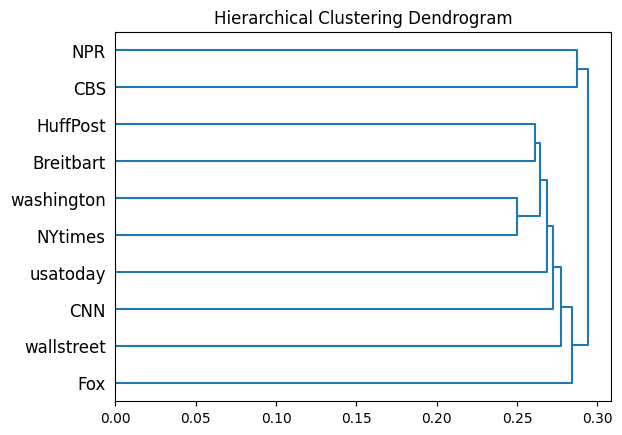 Hierarchical Clustering Dendrogram
NPR
CBS
HuffPost
Breitbart
washington
NYtimes
usatoday
CNN
wallstreet
Fox
0.00 0.05 0.10 0.15 0.20 0.25 0.30